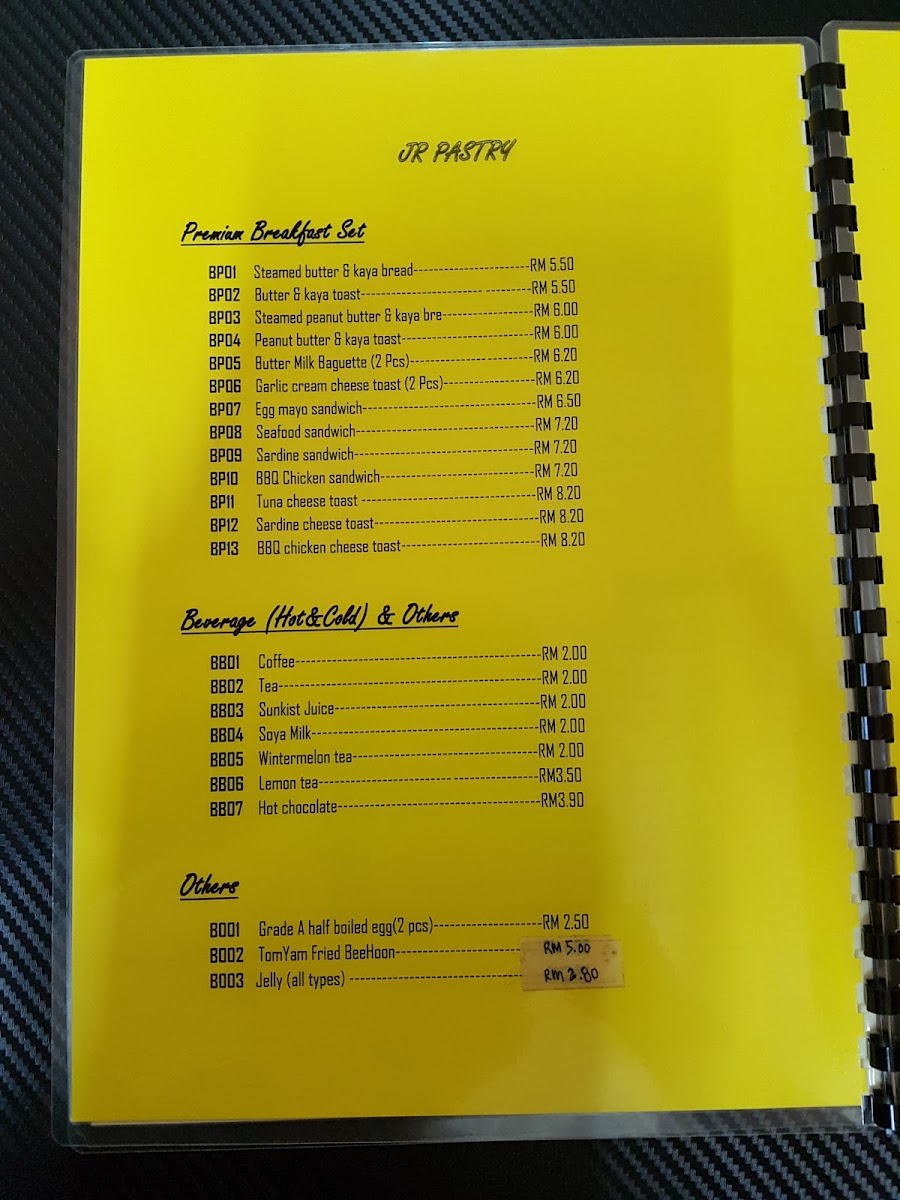 JR PASTRY
Premium Breakfast Set
BP01 Steamed butter & kaya bread------------------------RM 5.50
BP02 Butter & kaya toast------------------------- ---------RM 5.50
BP03 Steamed peanut butter & kaya bre------------------RM 6.00
BP04 Peanut butter & kaya toast---------------------------RM 6.00
BP05 Butter Milk Baguette (2 Pcs)---------------- ---------RM 6.20
BP06 Garlic cream cheese toast (2 Pcs)-------------------RM 6.20
BP07 Egg mayo sandwich------------------------------------RM 6.50
BP08 Seafood sandwich-------------------------------------RM 7.20
BP09 Sardine sandwich-------------------------------------RM 7.20
BP10 BBQ Chicken sandwich--------------------------------RM 7.20
BP11 Tuna cheese toast ------------------------------------RM 8.20
BP12 Sardine cheese toast----------------------------------RM 8.20
BP13 BBQ chicken cheese toast-----------------------------RM 8.20
Beverage (Hot&Cold) & Others
BB01 Coffee---------------------------------------------------RM 2.00
BB02 Tea------------------------------------------------------RM 2.00
BB03 Sunkist Juice-------------------------------------------RM 2.00
BB04 Soya Milk-----------------------------------------------RM 2.00
BB05 Wintermelon tea---------------------------------------RM 2.00
BB06 Lemon tea---------------------------- ------------------RM3.50
BB07 Hot chocolate------------------------------------------RM3.90
Others
BO01 Grade A half boiled egg(2 pcs)-----------------------RM 2.50
BO02 TomYam Fried BeeHoon--------------------------RM 5.00
BO03 Jelly (all types) ------------------------------------RM 2.80